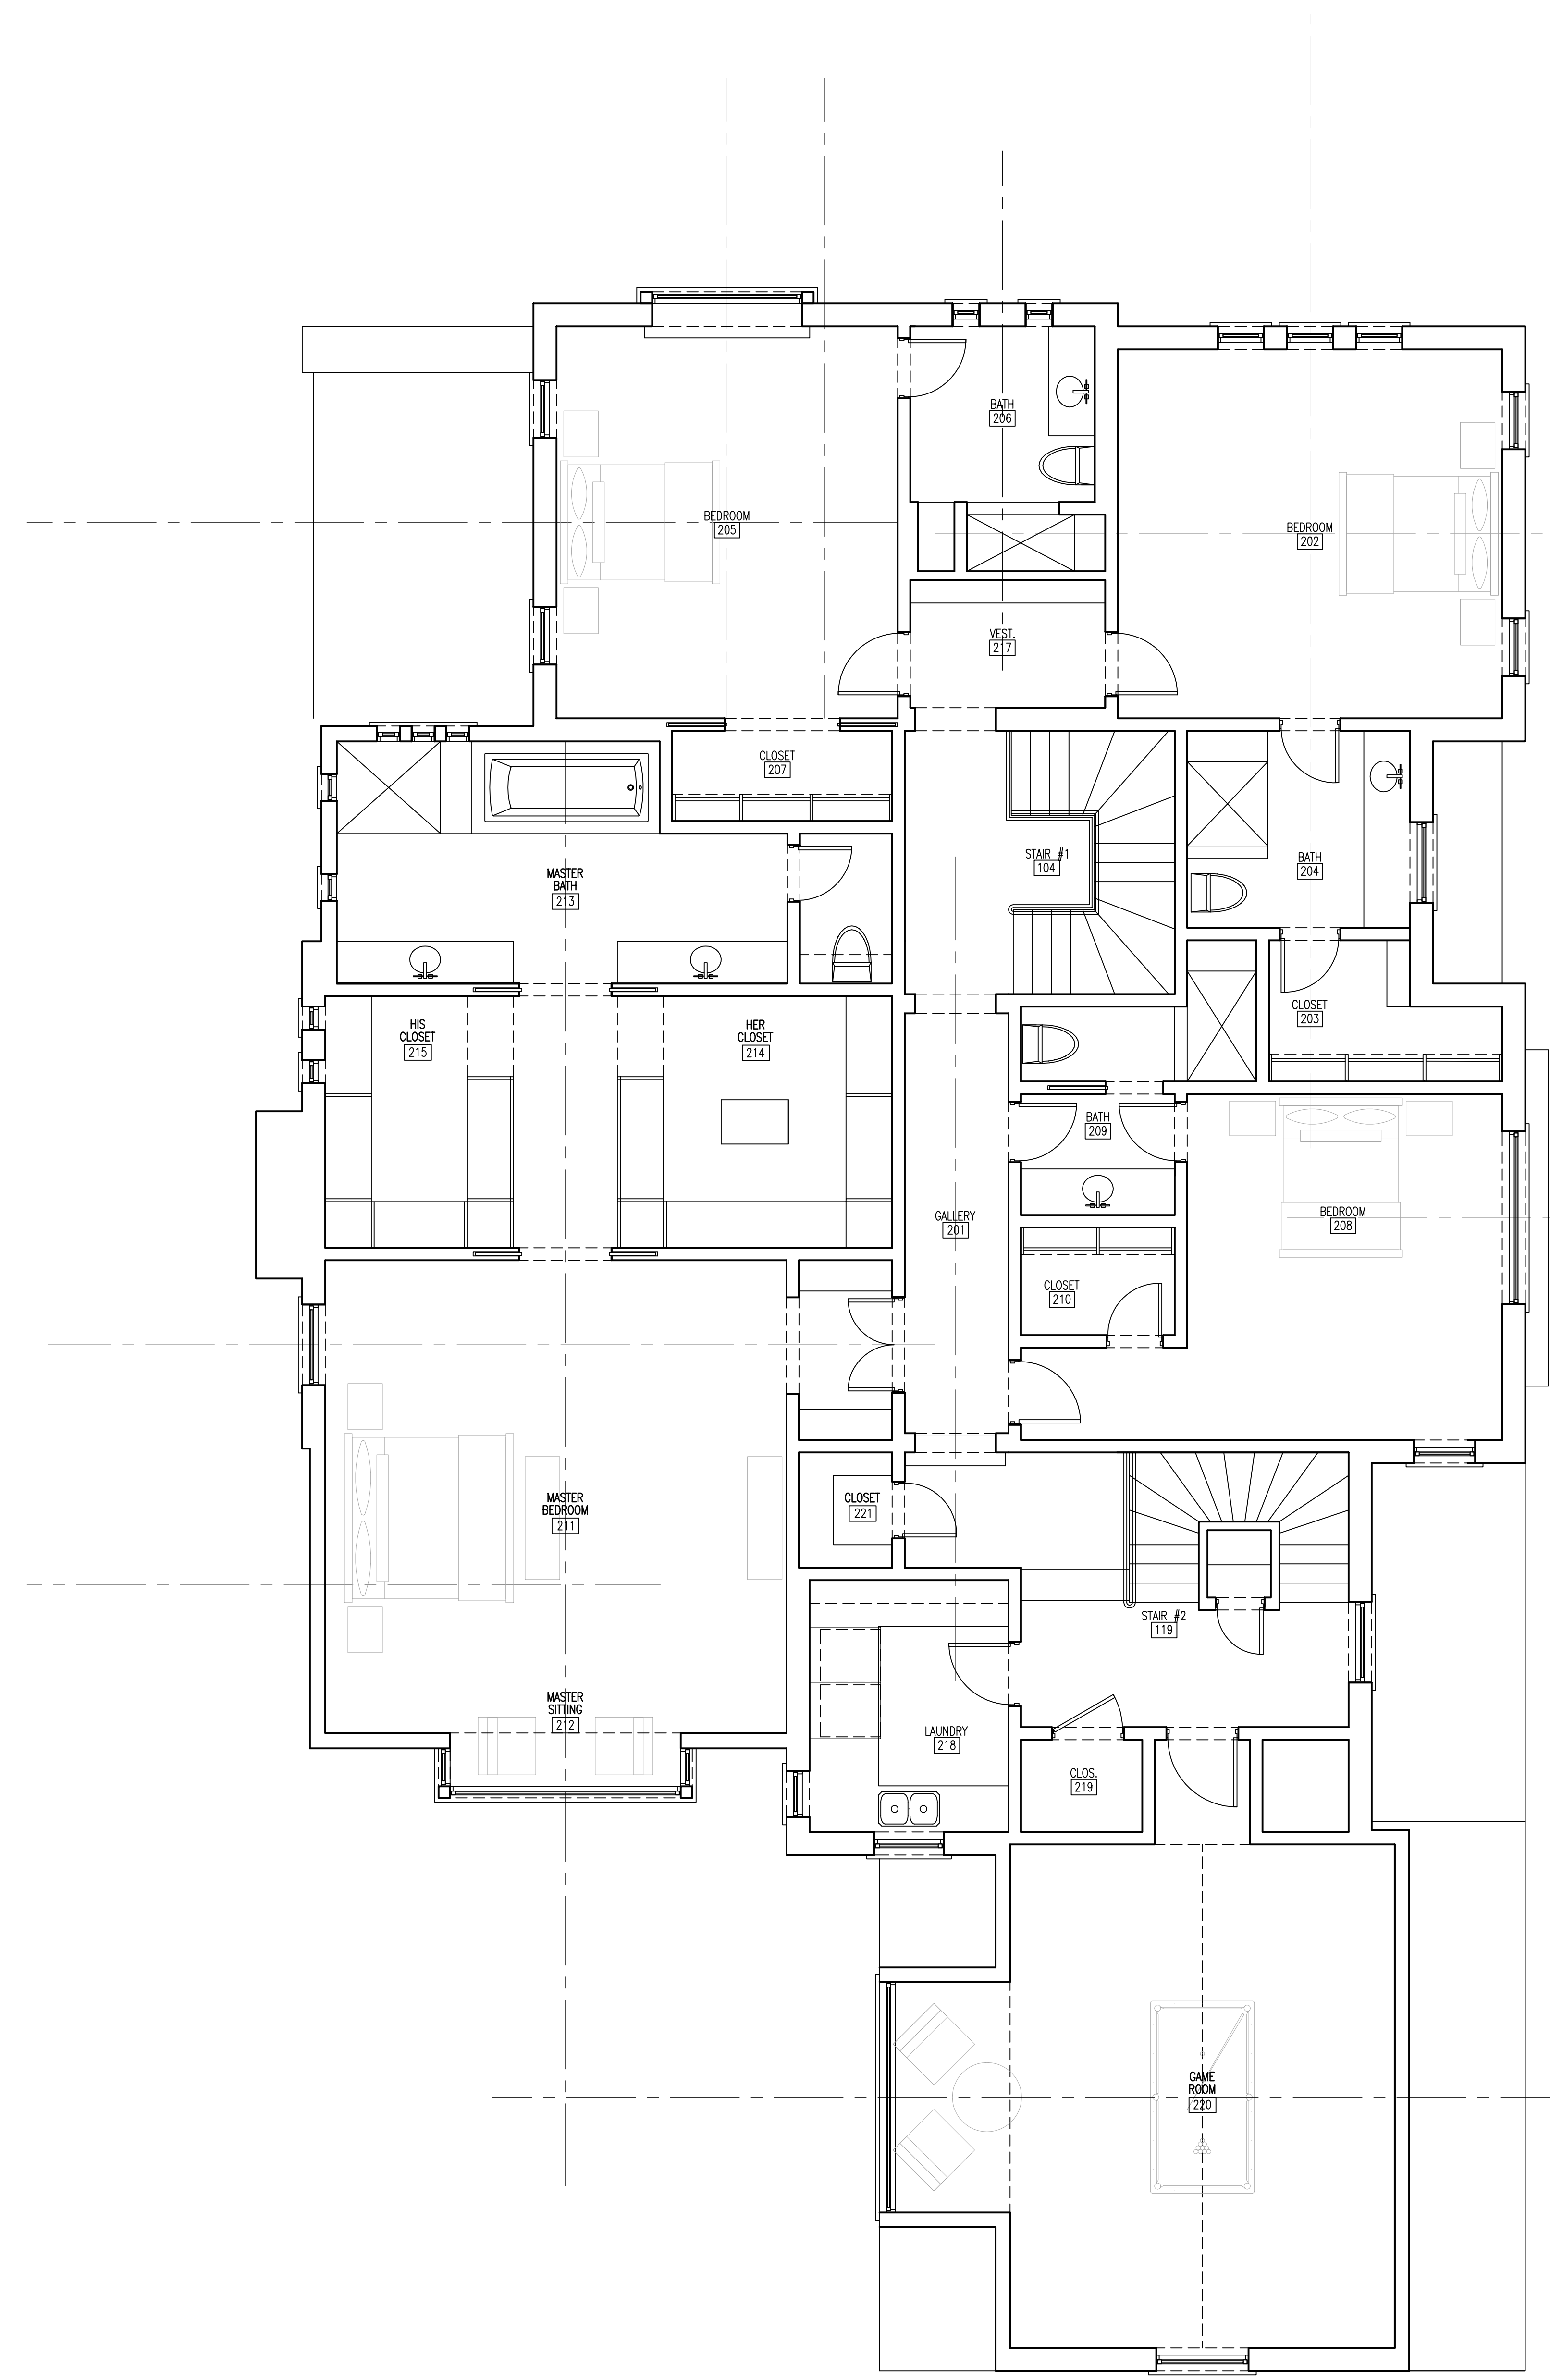 BATH
206
BEDROOM
205
BEDROOM
202
VEST.
217
CLOSET
207
STAIR #1
104
BATH
204
MASTER
BATH
213
CLOSET
203
HIS
CLOSET
215
HER
CLOSET
214
BATH
209
GALLERY
201
BEDROOM
208
CLOSET
210
MASTER
BEDROOM
211
CLOSET
221
STAIR #2
119
MASTER
SITTING
212
LAUNDRY
218
CLOS.
219
GAME
ROOM
220